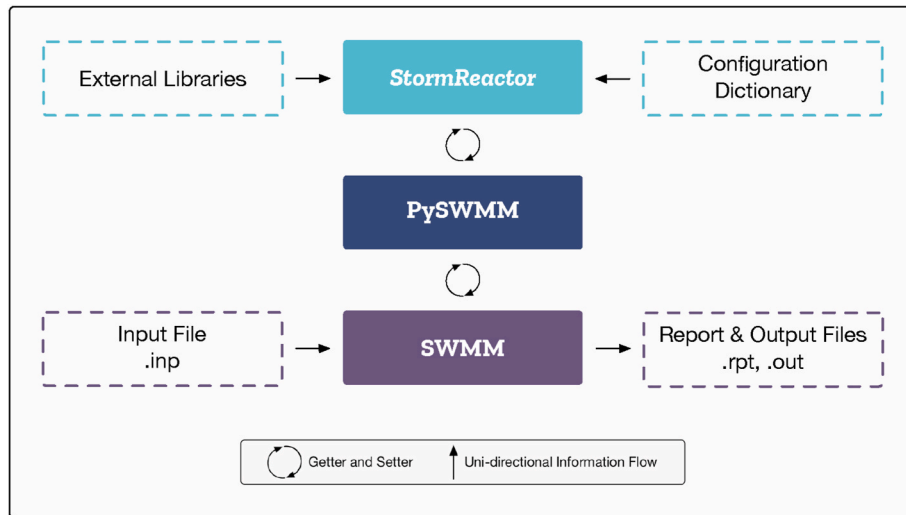 External Libraries
StormReactor
Configuration
Dictionary
PySWMM
Input File
.inp
SWMM
Report & Output Files
.rpt, .out
Getter and Setter
Uni-directional Information Flow